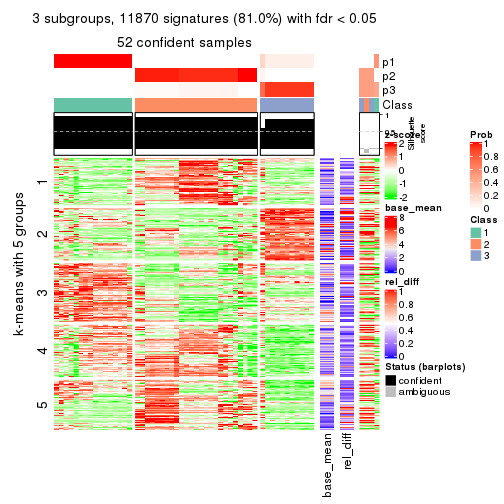 3 subgroups, 11870 signatures (81.0%) with fdr < 0.05
52 confident samples
p1
p2
p3
Class
1
0.5
Silhouette
score
k-means with 5 groups
1
2
3
4
5
base_mean
rel_diff
z-score
2
1
0
-1
-2
base_mean
8
6
4
2
0
rel_diff
1
0.8
0.6
0.4
0.2
0
Status (barplots)
confident
ambiguous
Prob
1
0.8
0.6
0.4
0.2
0
Class
1
2
3